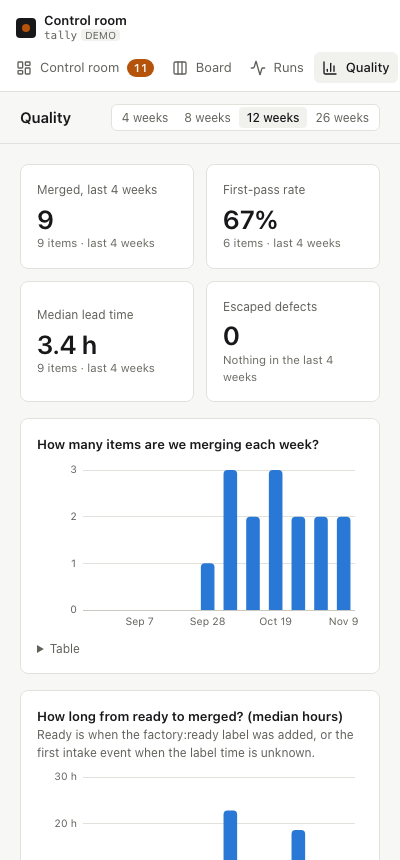 Control room
tally DEMO
Control room 11 Board Runs Quality
Quality 4 weeks 8 weeks 12 weeks 26 weeks
Merged, last 4 weeks
9
9 items · last 4 weeks
First-pass rate
67%
6 items · last 4 weeks
Median lead time
3.4 h
9 items · last 4 weeks
Escaped defects
0
Nothing in the last 4
weeks
How many items are we merging each week?
3
2
1
0
Sep 7 Sep 28 Oct 19 Nov 9
Table
How long from ready to merged? (median hours)
Ready is when the factory:ready label was added, or the
first intake event when the label time is unknown.
30 h
20 h